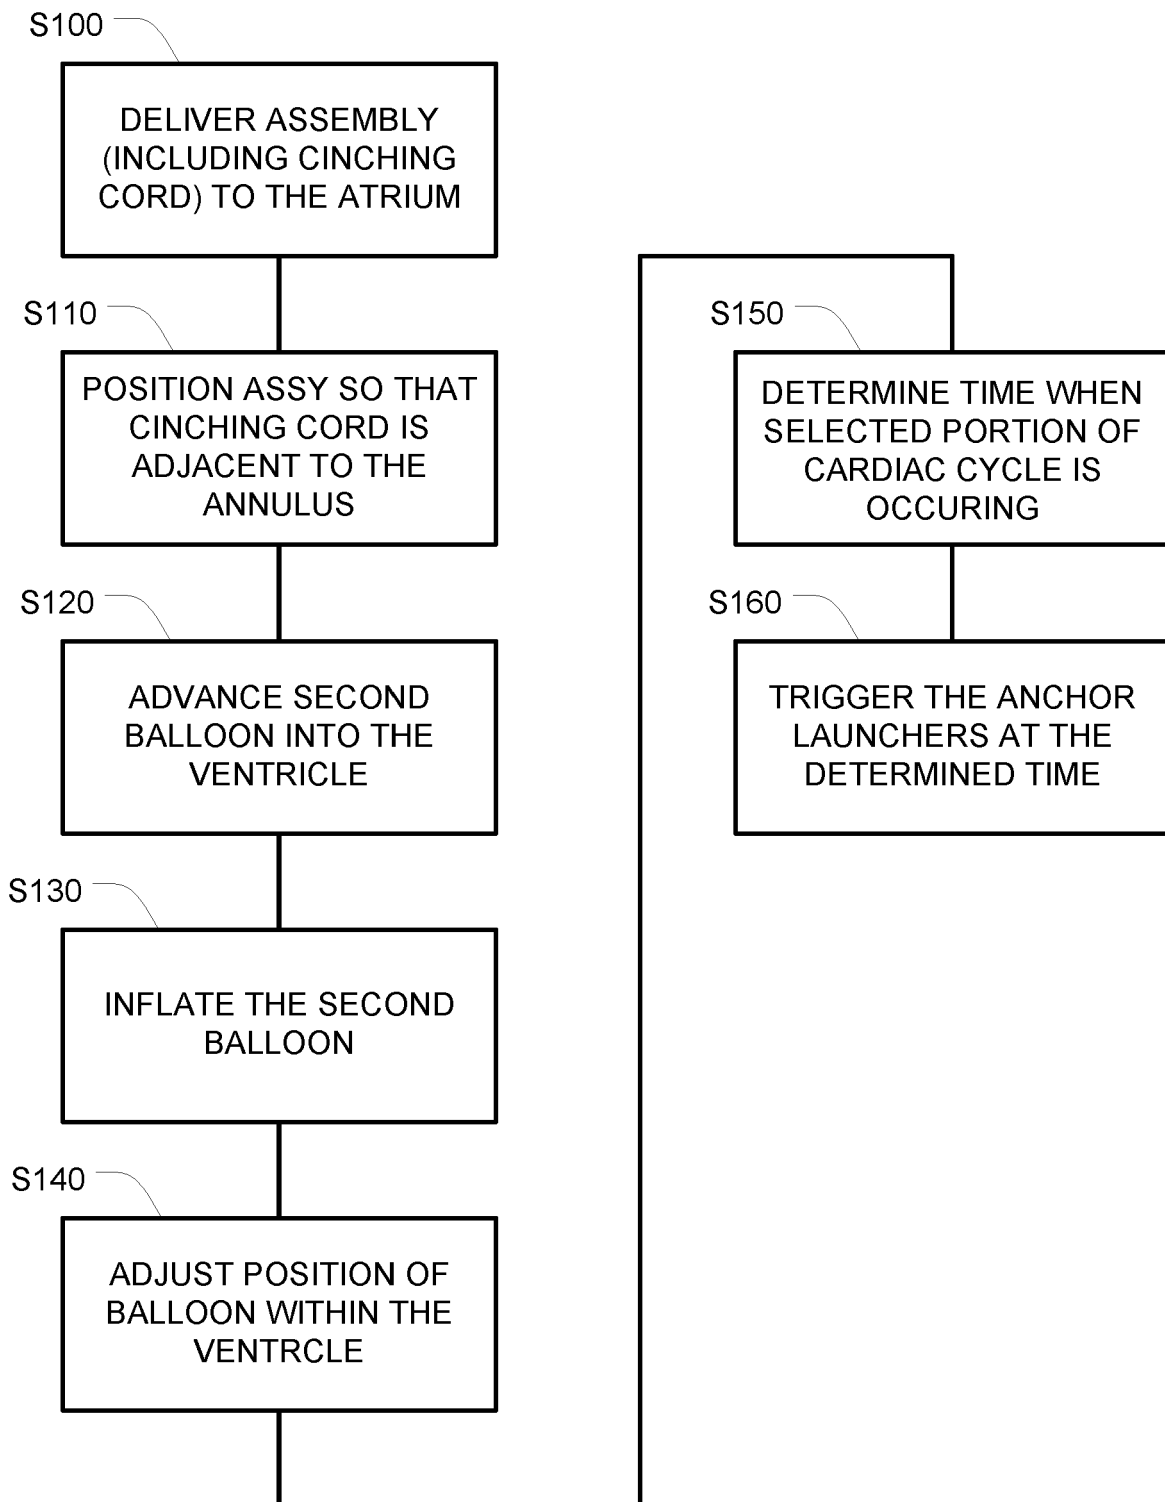 S100
DELIVER ASSEMBLY
(INCLUDING CINCHING
CORD) TO THE ATRIUM
S110
POSITION ASSY SO THAT
CINCHING CORD IS
ADJACENT TO THE
ANNULUS
S120
ADVANCE SECOND
BALLOON INTO THE
VENTRICLE
S130
INFLATE THE SECOND
BALLOON
S140
ADJUST POSITION OF
BALLOON WITHIN THE
VENTRCLE
S150
DETERMINE TIME WHEN
SELECTED PORTION OF
CARDIAC CYCLE IS
OCCURING
S160
TRIGGER THE ANCHOR
LAUNCHERS AT THE
DETERMINED TIME